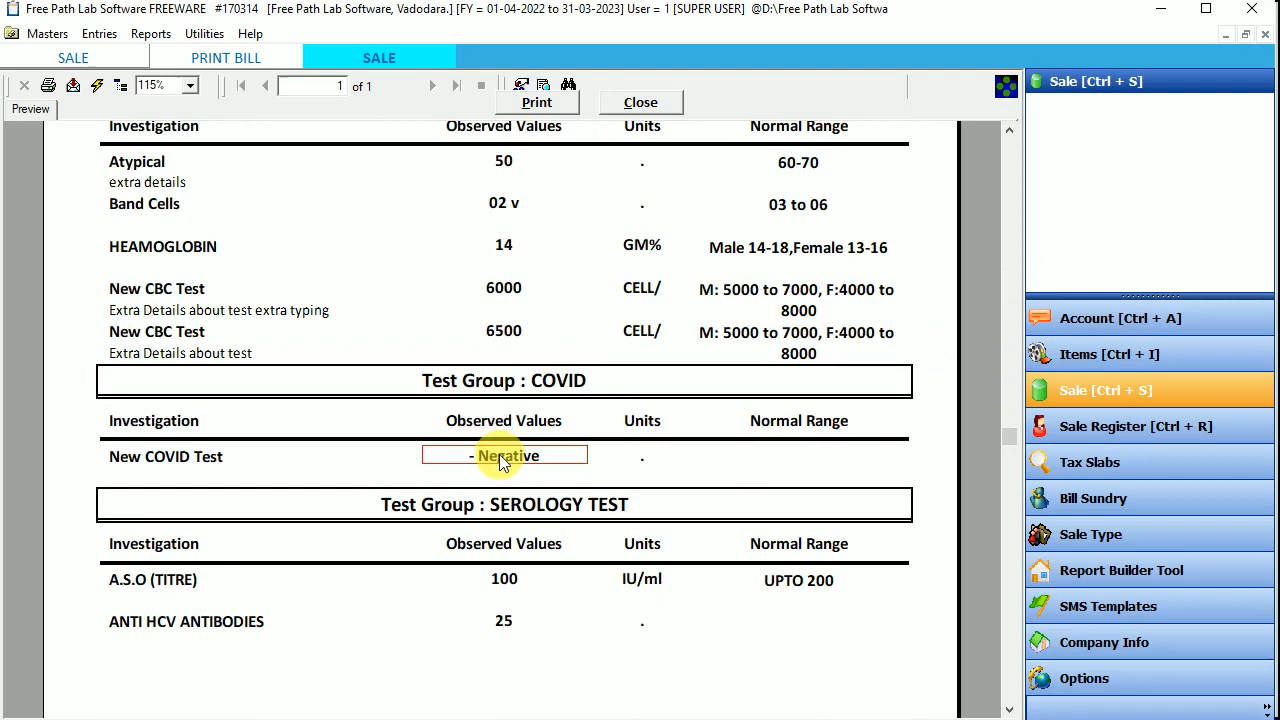 Free Path Lab Software FREEWARE #170314 [Free Path Lab Software, Vadodara.] [FY = 01-04-2022 to 31-03-2023] User = 1 [SUPER USER] @D:\Free Path Lab Softwa
Masters Entries Reports Utilities Help
SALE PRINT BILL SALE
115% 1 of 1
Print Close
Preview
Investigation Observed Values Units Normal Range
Atypical 50 . 60-70
extra details
Band Cells 02 v . 03 to 06
HEAMOGLOBIN 14 GM% Male 14-18,Female 13-16
New CBC Test 6000 CELL/ M: 5000 to 7000, F:4000 to
Extra Details about test extra typing 8000
New CBC Test 6500 CELL/ M: 5000 to 7000, F:4000 to
Extra Details about test 8000
Test Group : COVID
Investigation Observed Values Units Normal Range
New COVID Test - Negative .
Test Group : SEROLOGY TEST
Investigation Observed Values Units Normal Range
A.S.O (TITRE) 100 IU/ml UPTO 200
ANTI HCV ANTIBODIES 25 .
Sale [Ctrl + S]
Account [Ctrl + A]
Items [Ctrl + I]
Sale [Ctrl + S]
Sale Register [Ctrl + R]
Tax Slabs
Bill Sundry
Sale Type
Report Builder Tool
SMS Templates
Company Info
Options